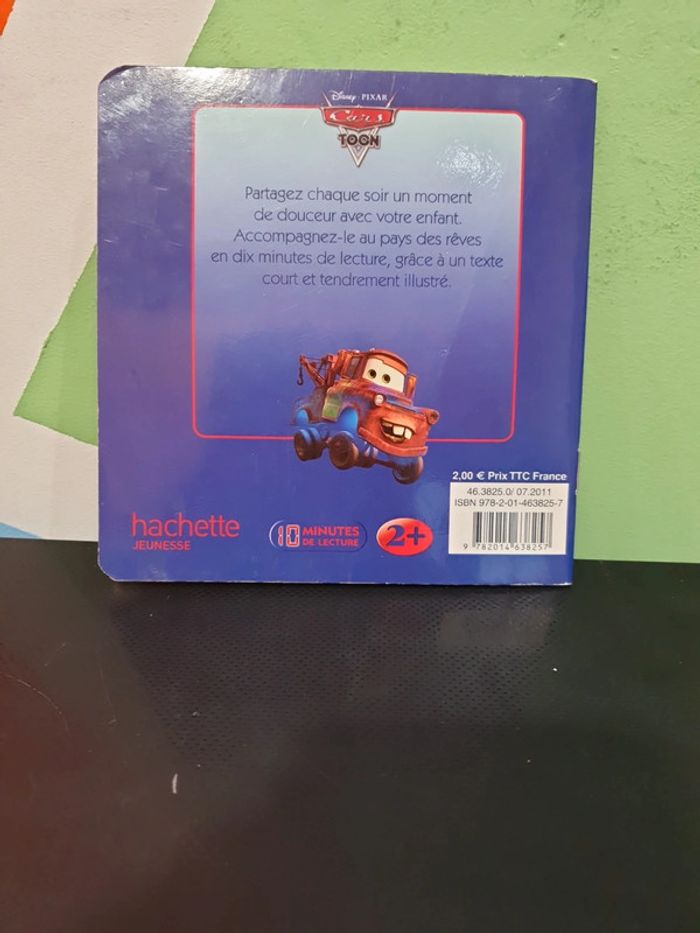 Disney · PIXAR
Cars
TOON
Partagez chaque soir un moment
de douceur avec votre enfant.
Accompagnez-le au pays des rêves
en dix minutes de lecture, grâce à un texte
court et tendrement illustré.
2,00 € Prix TTC France
46.3825.0/ 07.2011
ISBN 978-2-01-463825-7
9 782014 638257
hachette
JEUNESSE
10 MINUTES
DE LECTURE
2+